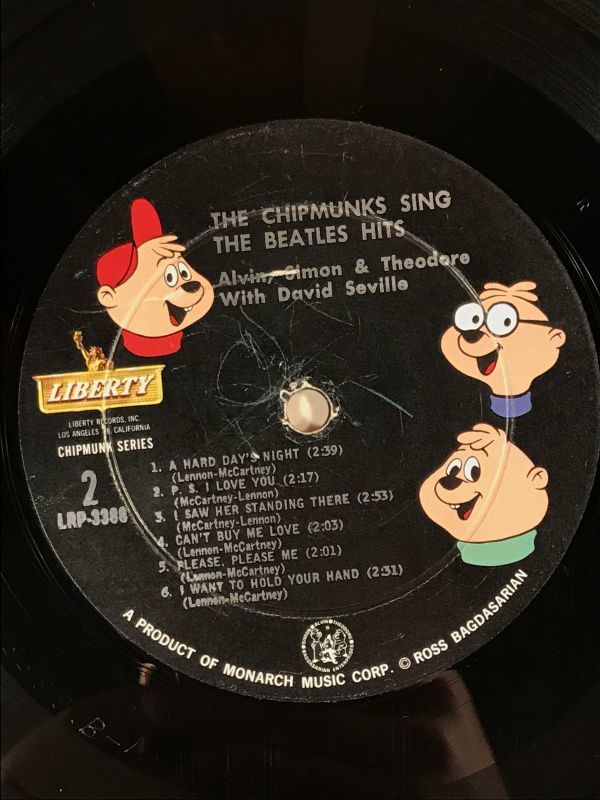 THE CHIPMUNKS SING
THE BEATLES HITS
Alvin, Simon & Theodore
With David Seville
LIBERTY
LIBERTY RECORDS, INC.
LOS ANGELES 28, CALIFORNIA
CHIPMUNK SERIES
2
LRP-3388
1. A HARD DAY'S NIGHT (2:39)
(Lennon-McCartney)
2. P. S. I LOVE YOU (2:17)
(McCartney-Lennon)
3. I SAW HER STANDING THERE (2:53)
(McCartney-Lennon)
4. CAN'T BUY ME LOVE (2:03)
(Lennon-McCartney)
5. PLEASE, PLEASE ME (2:01)
(Lennon-McCartney)
6. I WANT TO HOLD YOUR HAND (2:31)
(Lennon-McCartney)
A PRODUCT OF MONARCH MUSIC CORP. © ROSS BAGDASARIAN
B-1